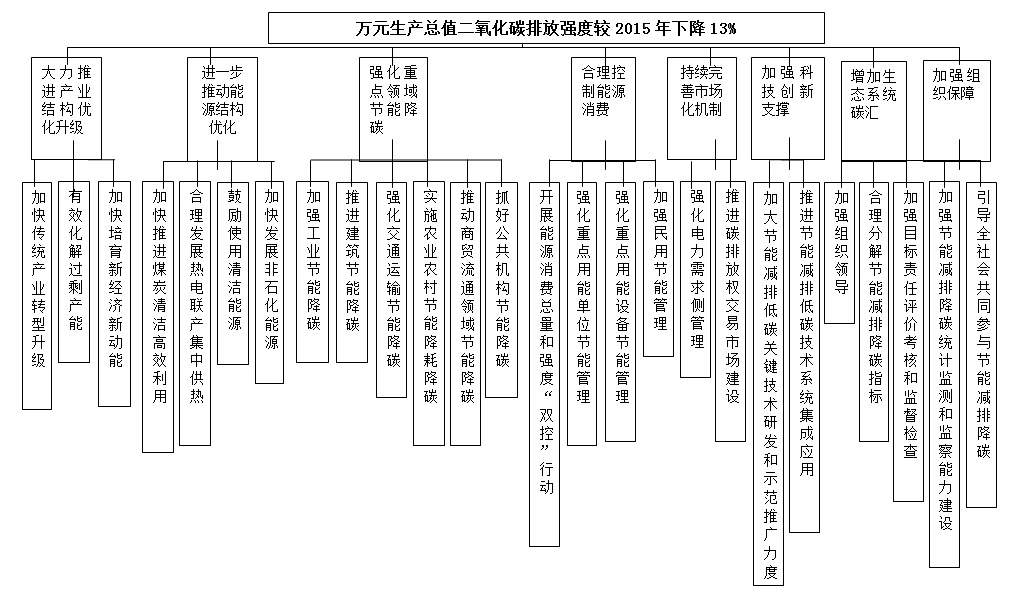 万元生产总值二氧化碳排放强度较 2015 年下降 13%
大力推
进产业
结构优
化升级
进一步
推动能
源结构
优化
强化重
点领域
节能降
碳
合理控
制能源
消费
持续完
善市场
化机制
加强科
技创新
支撑
增加生
态系统
碳汇
加强组
织保障
加快传统产业转型升级
有效化解过剩产能
加快培育新经济新动能
加快推进煤炭清洁高效利用
合理发展热电联产集中供热
鼓励使用清洁能源
加快发展非石化能源
加强工业节能降碳
推进建筑节能降碳
强化交通运输节能降碳
实施农业农村节能降耗降碳
推动商贸流通领域节能降碳
抓好公共机构节能降碳
开展能源消费总量和强度“双控”行动
强化重点用能单位节能管理
强化重点用能设备节能管理
加强民用节能管理
强化电力需求侧管理
推进碳排放权交易市场建设
加大节能减排低碳关键技术研发和示范推广力度
推进节能减排低碳技术系统集成应用
加强组织领导
合理分解节能减排降碳指标
加强目标责任评价考核和监督检查
加强节能减排降碳统计监测和监察能力建设
引导全社会共同参与节能减排降碳